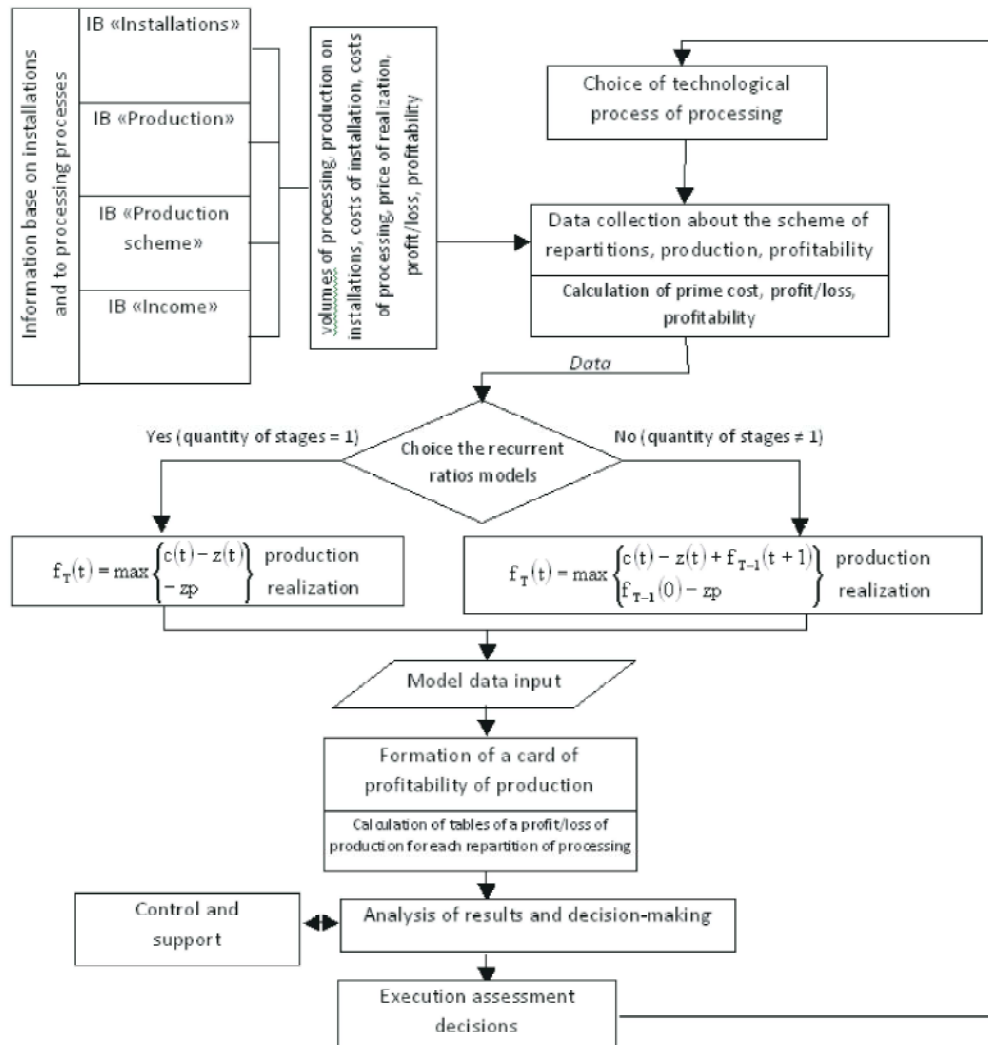 Information base on installations
and to processing processes
IB «Installations»
IB «Production»
IB «Production
scheme»
IB «Income»
volumes of processing, production on
installations, costs of installation, costs
of processing, price of realization,
profit/loss, profitability
Choice of technological
process of processing
Data collection about the scheme of
repartitions, production, profitability
Calculation of prime cost, profit/loss,
profitability
Data
Yes (quantity of stages = 1)
Choice the recurrent
ratios models
No (quantity of stages ≠ 1)
f_T(t) = max { c(t) − z(t) } production
− zp realization
f_T(t) = max { c(t) − z(t) + f_{T−1}(t + 1) } production
f_{T−1}(0) − zp realization
Model data input
Formation of a card of
profitability of production
Calculation of tables of a profit/loss of
production for each repartition of processing
Control and
support
Analysis of results and decision-making
Execution assessment
decisions